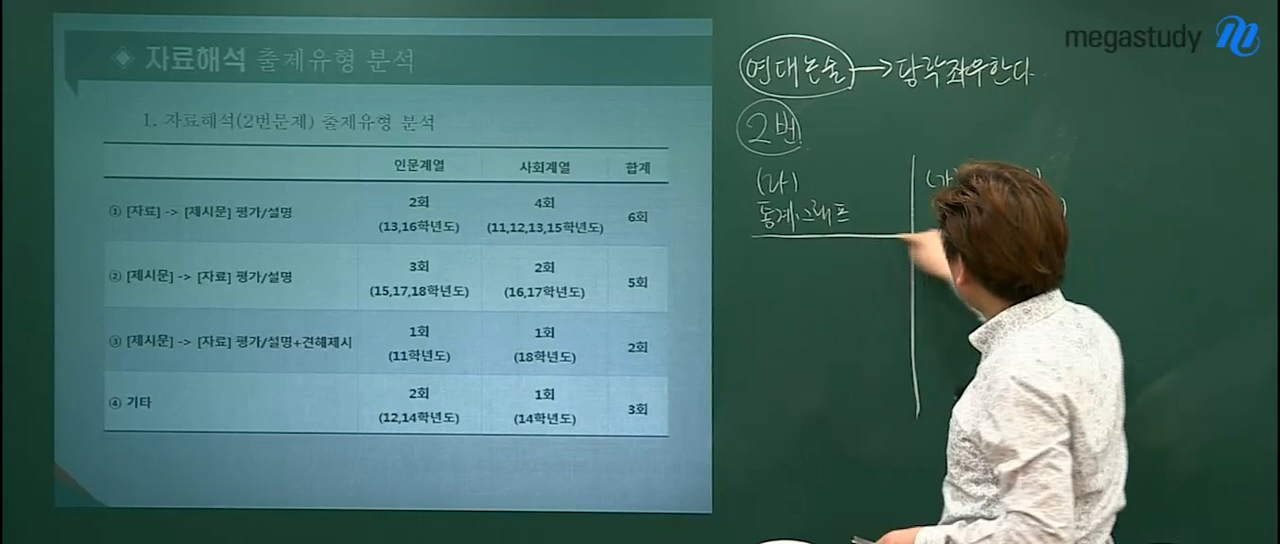 megastudy
자료해석 출제유형 분석
1. 자료해석(2번문제) 출제유형 분석
인문계열 사회계열 합계
① [자료] -> [제시문] 평가/설명 2회 (13,16학년도) 4회 (11,12,13,15학년도) 6회
② [제시문] -> [자료] 평가/설명 3회 (15,17,18학년도) 2회 (16,17학년도) 5회
③ [제시문] -> [자료] 평가/설명+견해제시 1회 (11학년도) 1회 (18학년도) 2회
④ 기타 2회 (12,14학년도) 1회 (14학년도) 3회
연대논술 → 당락좌우한다.
2번!
(라)
통계·그래프